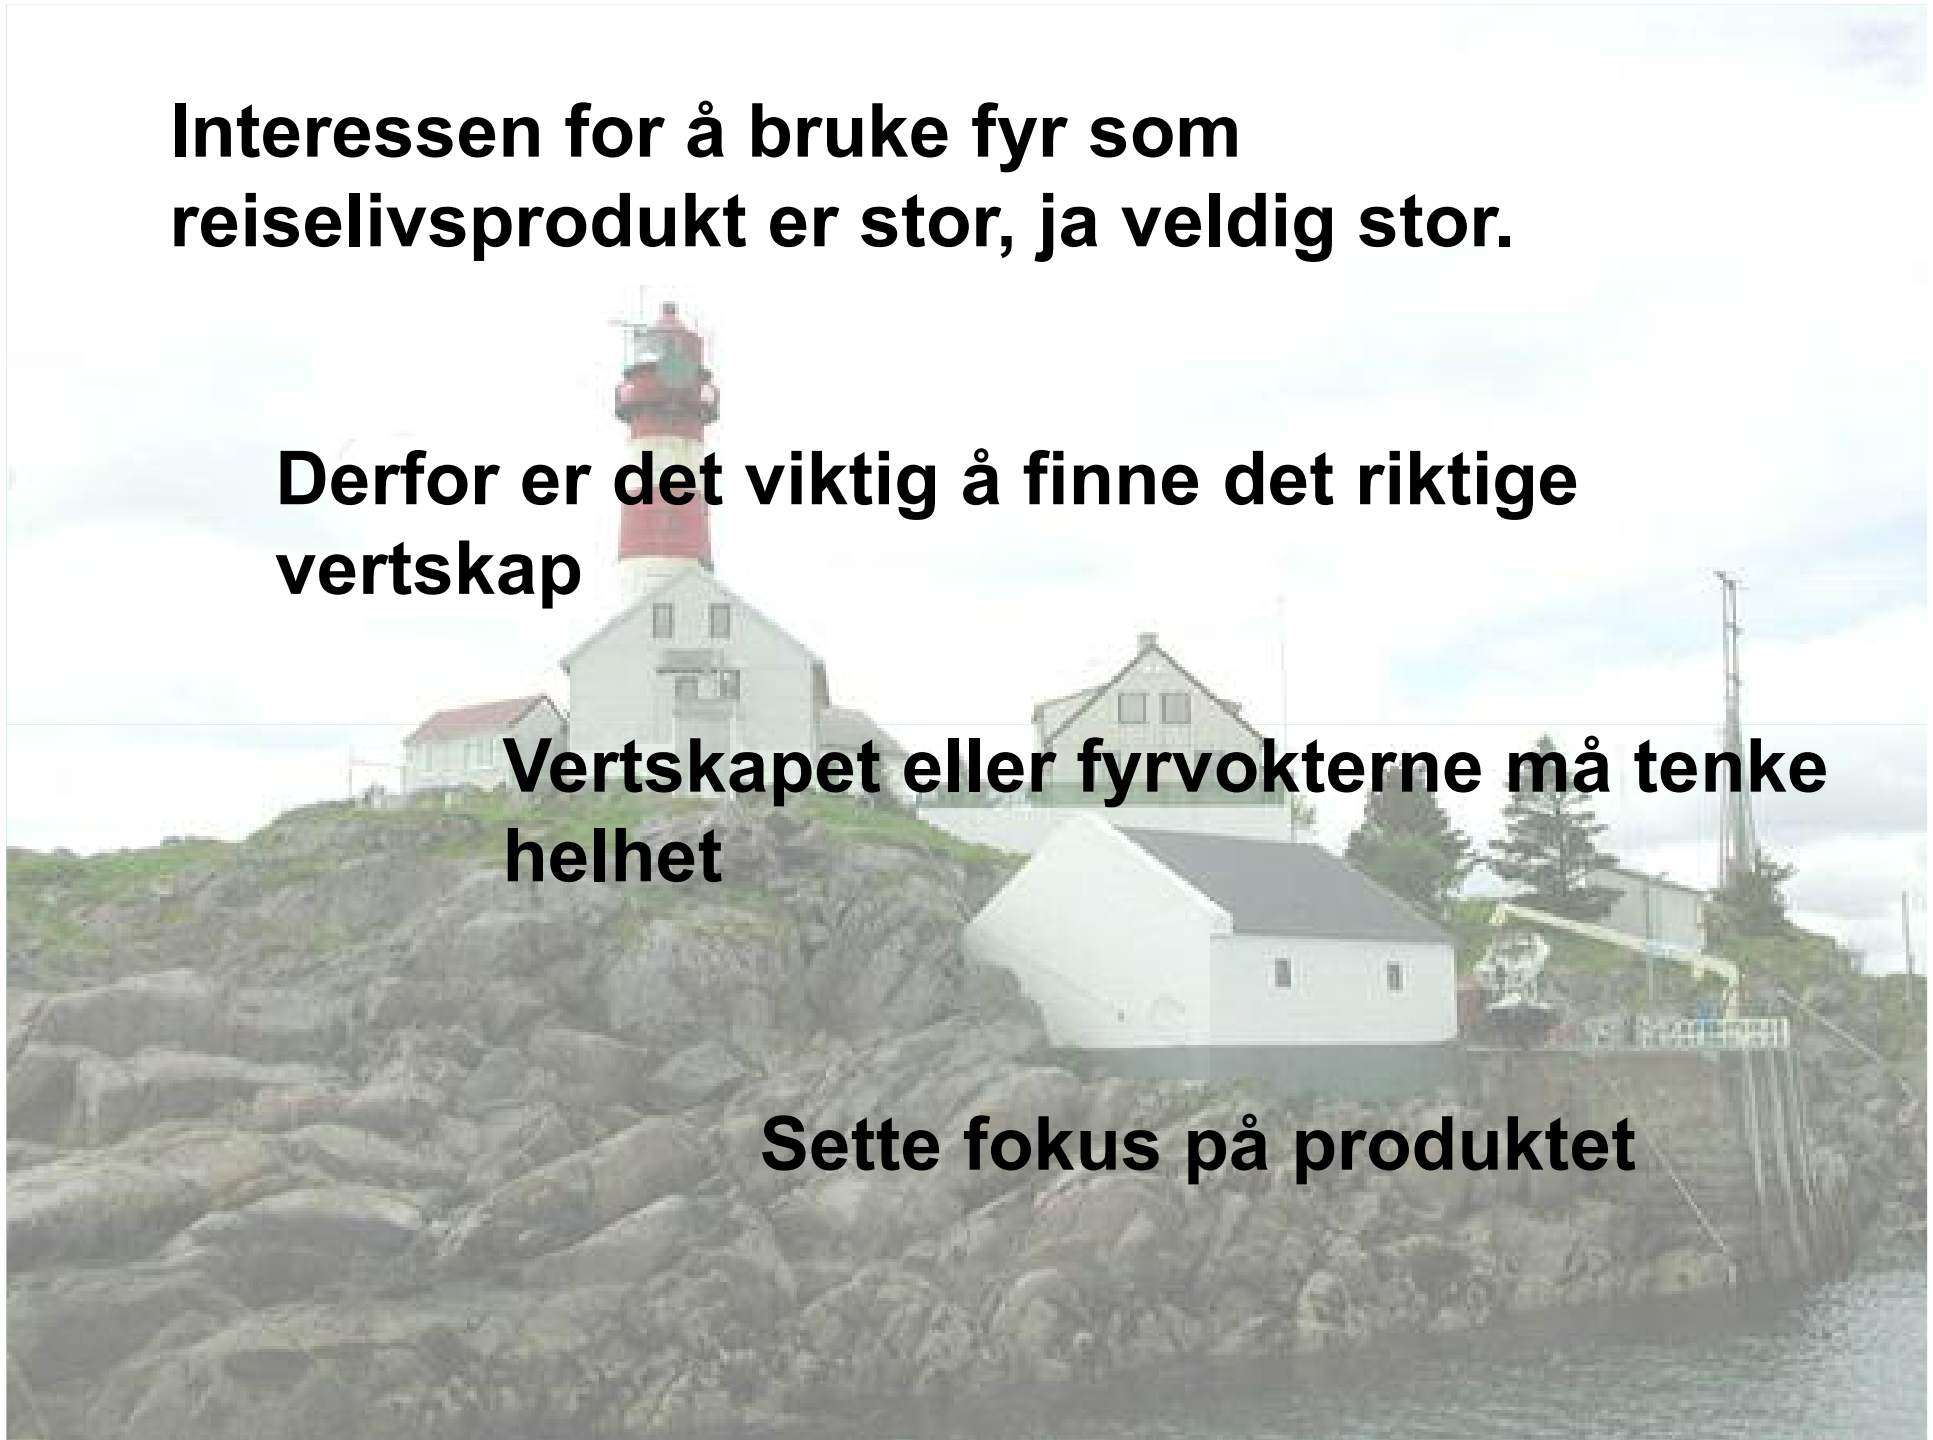 Interessen for å bruke fyr som
reiselivsprodukt er stor, ja veldig stor.
Derfor er det viktig å finne det riktige
vertskap
Vertskapet eller fyrvokterne må tenke
helhet
Sette fokus på produktet